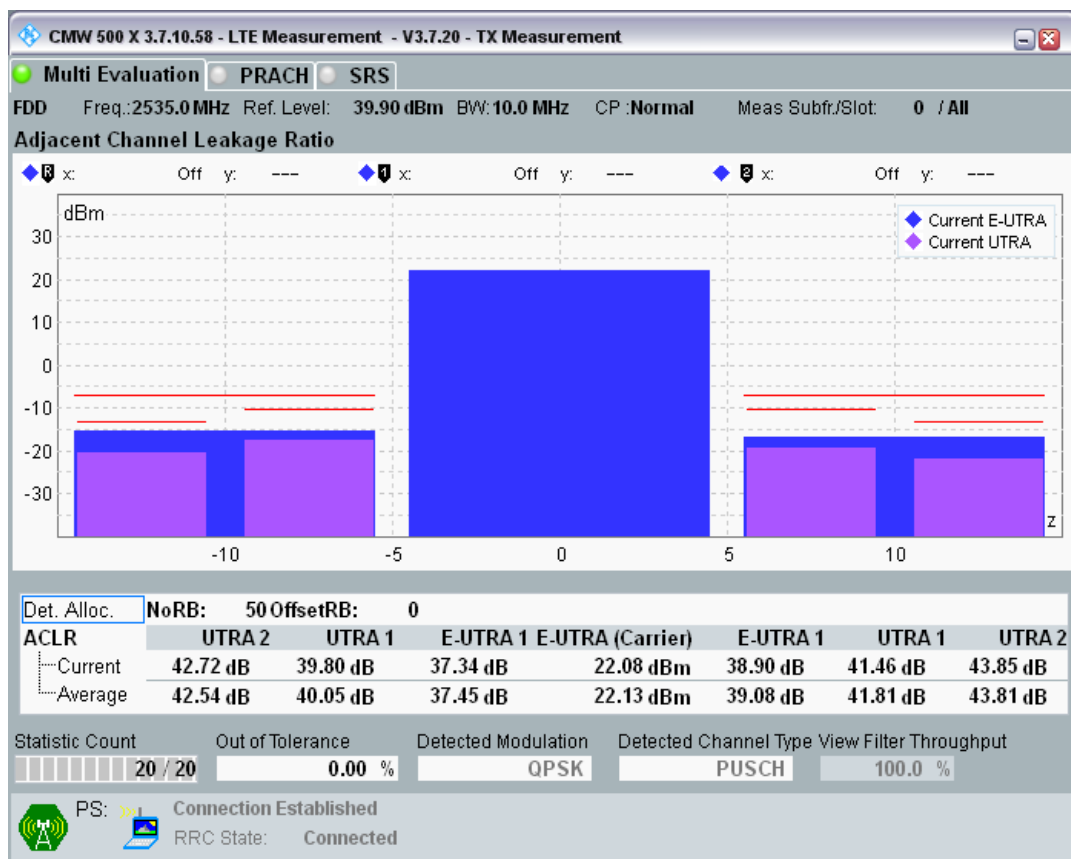 CMW 500 X 3.7.10.58 - LTE Measurement - V3.7.20 - TX Measurement
Multi Evaluation PRACH SRS
FDD Freq.:2535.0 MHz Ref. Level: 39.90 dBm BW: 10.0 MHz CP :Normal Meas Subfr./Slot: 0 / All
Adjacent Channel Leakage Ratio
R x: Off y: --- 1 x: Off y: --- 2 x: Off y: ---
dBm
Current E-UTRA
Current UTRA
30
20
10
0
-10
-20
-30
z
-10 -5 0 5 10
Det. Alloc. NoRB: 50 OffsetRB: 0
ACLR UTRA 2 UTRA 1 E-UTRA 1 E-UTRA (Carrier) E-UTRA 1 UTRA 1 UTRA 2
Current 42.72 dB 39.80 dB 37.34 dB 22.08 dBm 38.90 dB 41.46 dB 43.85 dB
Average 42.54 dB 40.05 dB 37.45 dB 22.13 dBm 39.08 dB 41.81 dB 43.81 dB
Statistic Count Out of Tolerance Detected Modulation Detected Channel Type View Filter Throughput
20 / 20 0.00 % QPSK PUSCH 100.0 %
PS: Connection Established
RRC State: Connected